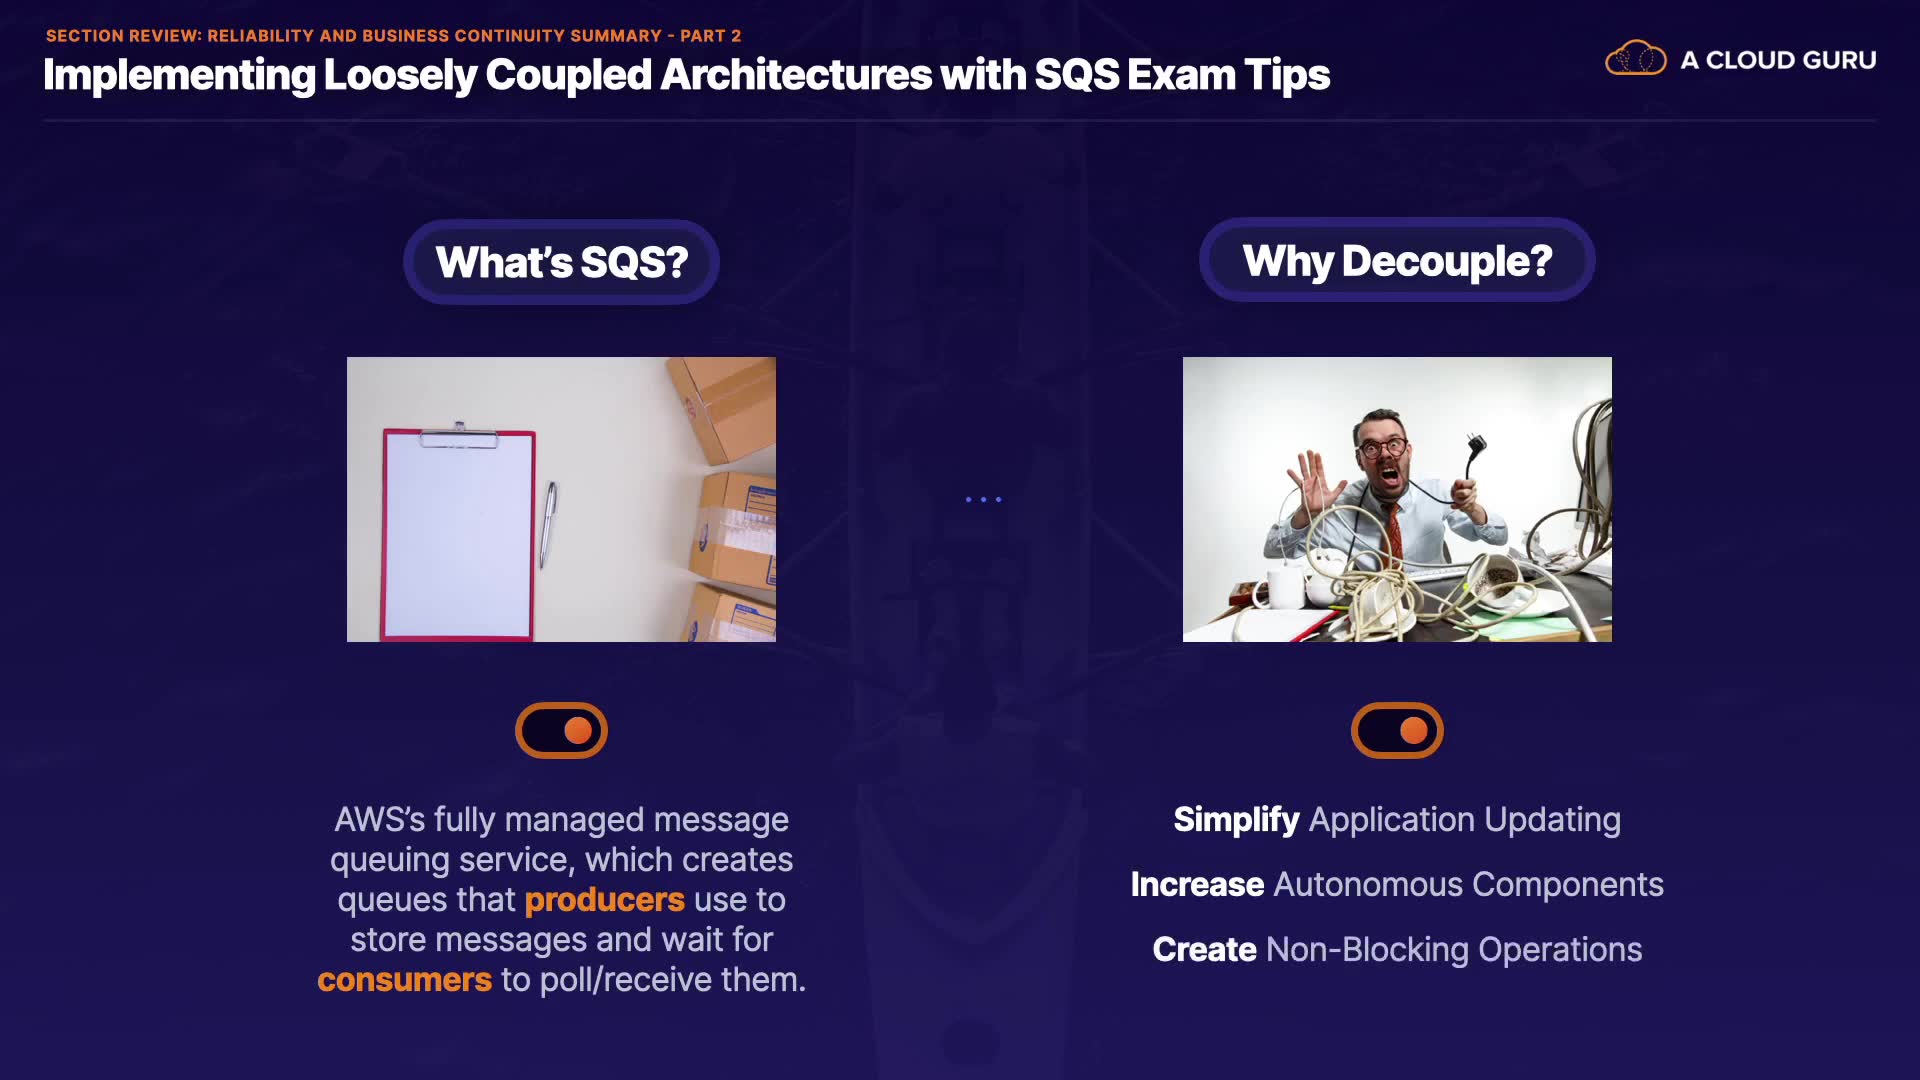 SECTION REVIEW: RELIABILITY AND BUSINESS CONTINUITY SUMMARY - PART 2
Implementing Loosely Coupled Architectures with SQS Exam Tips
A CLOUD GURU
What's SQS?
AWS's fully managed message
queuing service, which creates
queues that producers use to
store messages and wait for
consumers to poll/receive them.
Why Decouple?
Simplify Application Updating
Increase Autonomous Components
Create Non-Blocking Operations